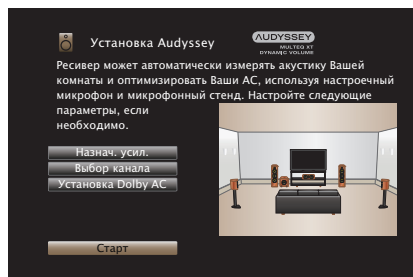 Установка Audyssey
AUDYSSEY
MULTEQ XT
DYNAMIC VOLUME
Ресивер может автоматически измерять акустику Вашей
комнаты и оптимизировать Ваши АС, используя настроечный
микрофон и микрофонный стенд. Настройте следующие
параметры, если
необходимо.
Назнач. усил.
Выбор канала
Установка Dolby АС
Старт